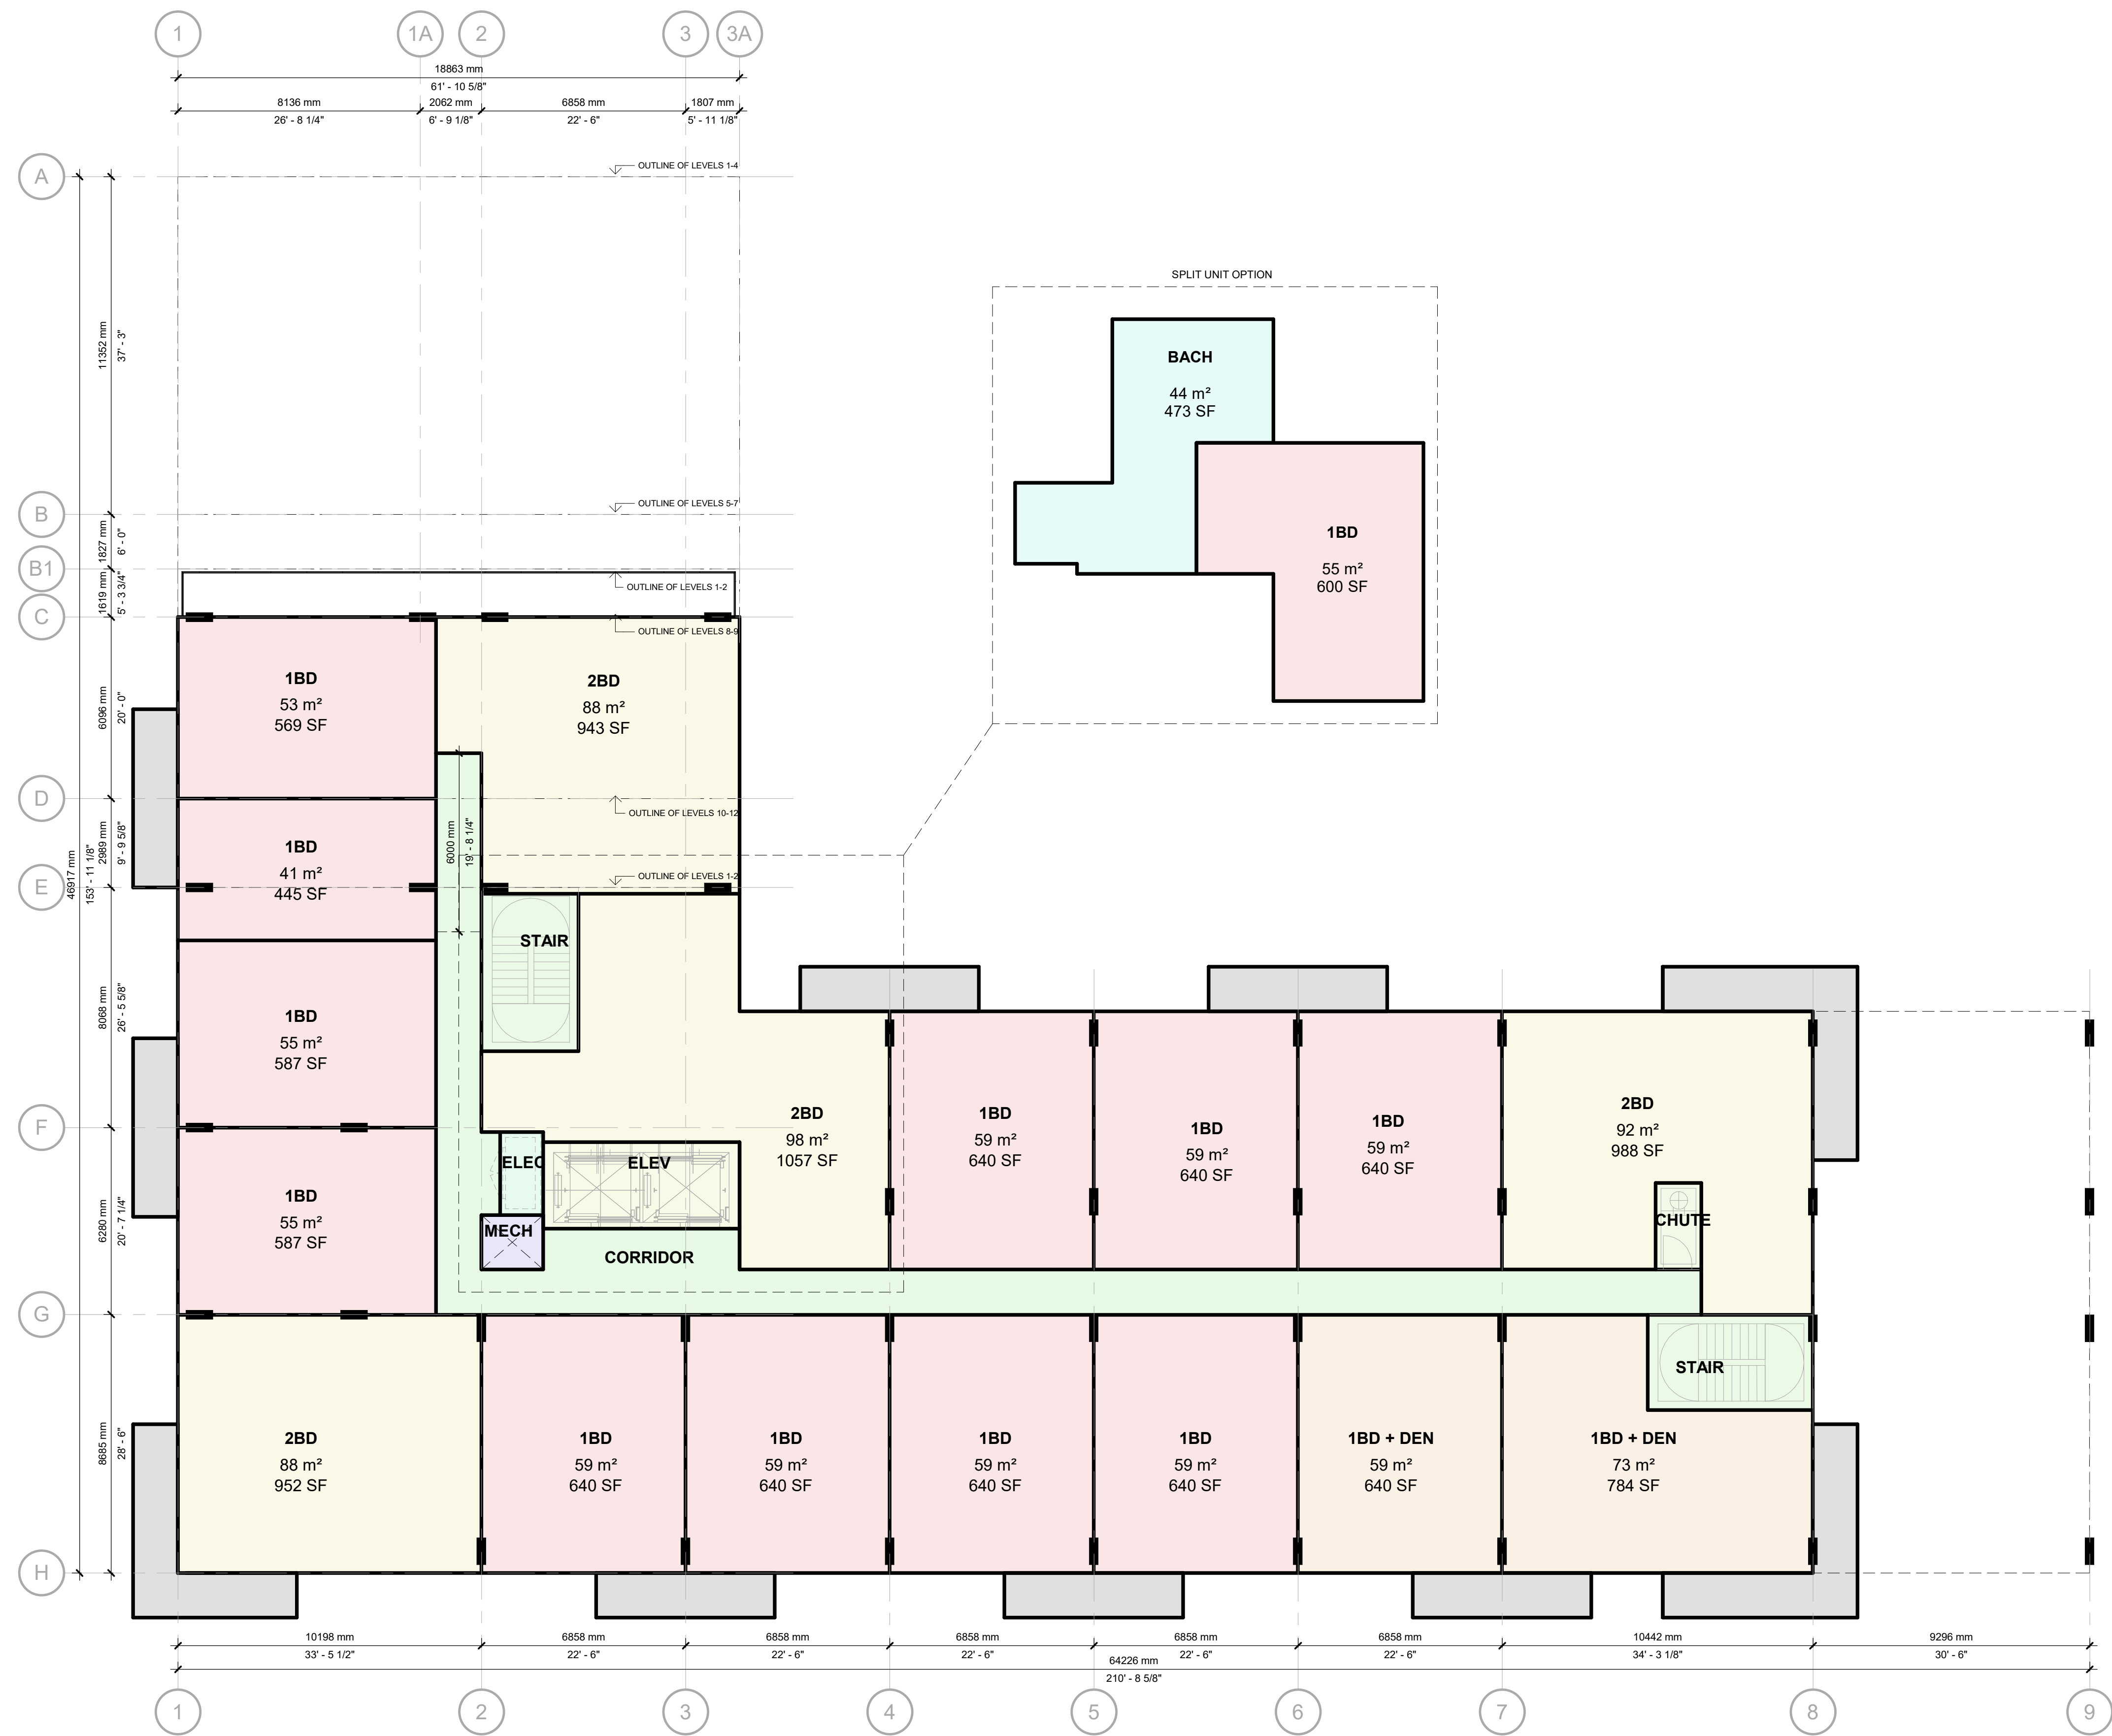 1
1A
2
3
3A
18863 mm
61' - 10 5/8"
8136 mm
2062 mm
6858 mm
1807 mm
26' - 8 1/4"
6' - 9 1/8"
22' - 6"
5' - 11 1/8"
A
OUTLINE OF LEVELS 1-4
SPLIT UNIT OPTION
11352 mm
37' - 3"
BACH
44 m²
473 SF
B
OUTLINE OF LEVELS 5-7
1827 mm
6' - 0"
1BD
55 m²
600 SF
B1
1619 mm
5' - 3 3/4"
OUTLINE OF LEVELS 1-2
C
OUTLINE OF LEVELS 8-9
1BD
53 m²
569 SF
2BD
88 m²
943 SF
6096 mm
20' - 0"
D
OUTLINE OF LEVELS 10-12
2989 mm
9' - 9 5/8"
6000 mm
19' - 8 1/4"
1BD
41 m²
445 SF
46917 mm
153' - 11 1/8"
E
OUTLINE OF LEVELS 1-2
STAIR
8068 mm
26' - 5 5/8"
1BD
55 m²
587 SF
F
2BD
98 m²
1057 SF
1BD
59 m²
640 SF
1BD
59 m²
640 SF
1BD
59 m²
640 SF
2BD
92 m²
988 SF
ELEC
ELEV
1BD
55 m²
587 SF
6280 mm
20' - 7 1/4"
MECH
CORRIDOR
CHUTE
G
STAIR
8685 mm
28' - 6"
2BD
88 m²
952 SF
1BD
59 m²
640 SF
1BD
59 m²
640 SF
1BD
59 m²
640 SF
1BD
59 m²
640 SF
1BD + DEN
59 m²
640 SF
1BD + DEN
73 m²
784 SF
H
10198 mm
6858 mm
6858 mm
6858 mm
6858 mm
6858 mm
10442 mm
9296 mm
33' - 5 1/2"
22' - 6"
22' - 6"
22' - 6"
22' - 6"
22' - 6"
34' - 3 1/8"
30' - 6"
64226 mm
210' - 8 5/8"
1
2
3
4
5
6
7
8
9